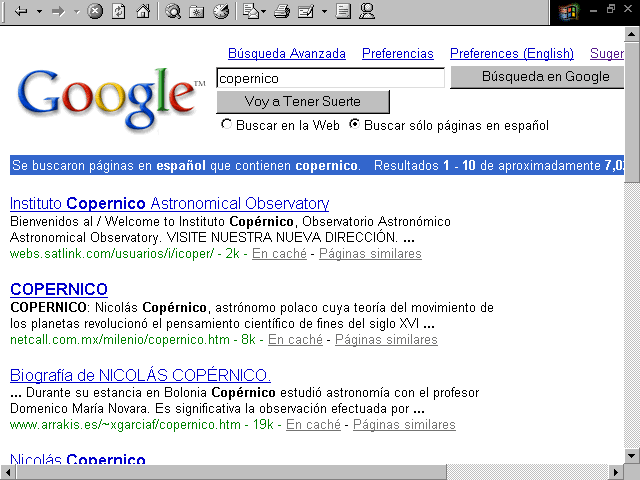 Búsqueda Avanzada Preferencias Preferences (English) Suger
Google™
copernico Búsqueda en Google
Voy a Tener Suerte
Buscar en la Web Buscar sólo páginas en español
Se buscaron páginas en español que contienen copernico. Resultados 1 - 10 de aproximadamente 7,0
Instituto Copernico Astronomical Observatory
Bienvenidos al / Welcome to Instituto Copérnico, Observatorio Astronómico
Astronomical Observatory. VISITE NUESTRA NUEVA DIRECCIÓN. ...
webs.satlink.com/usuarios/i/icoper/ - 2k - En caché - Páginas similares
COPERNICO
COPERNICO: Nicolás Copérnico, astrónomo polaco cuya teoría del movimiento de
los planetas revolucionó el pensamiento científico de fines del siglo XVI ...
netcall.com.mx/milenio/copernico.htm - 8k - En caché - Páginas similares
Biografía de NICOLÁS COPÉRNICO.
... Durante su estancia en Bolonia Copérnico estudió astronomía con el profesor
Domenico María Novara. Es significativa la observación efectuada por ...
www.arrakis.es/~xgarciaf/copernico.htm - 19k - En caché - Páginas similares
Nicolás Copernico